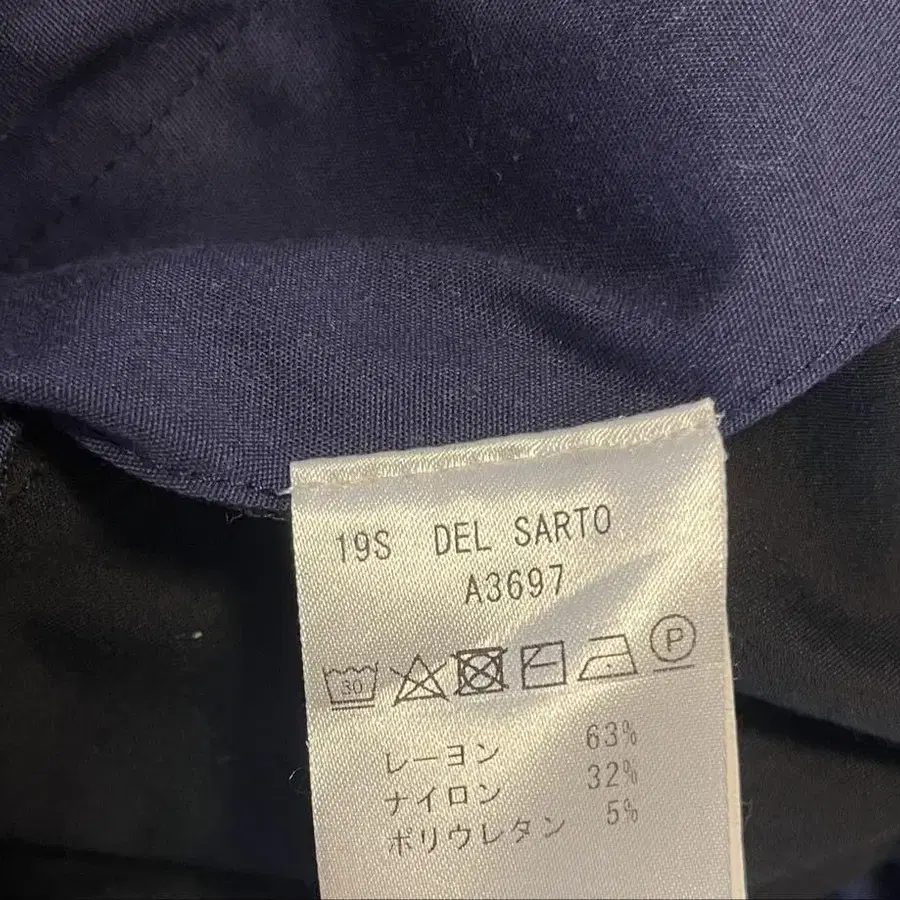 19S DEL SARTO
A3697
30 P
レーヨン 63%
ナイロン 32%
ポリウレタン 5%